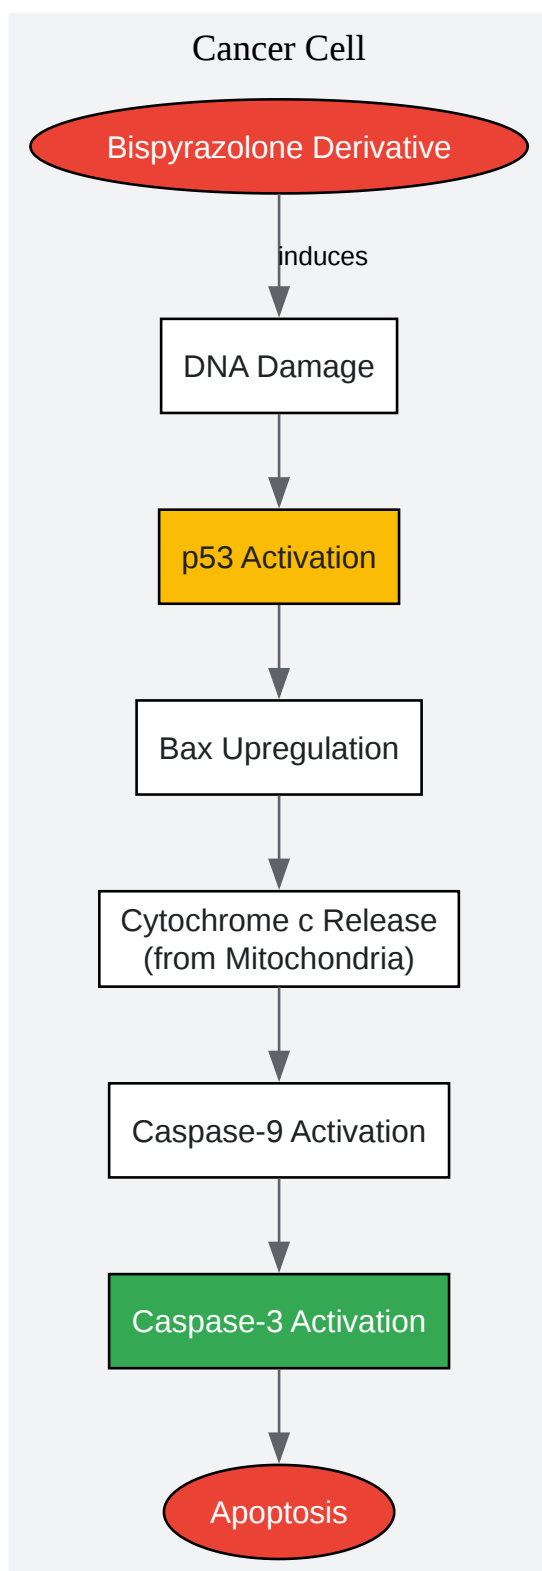 Cancer Cell
Bispyrazolone Derivative
induces
DNA Damage
p53 Activation
Bax Upregulation
Cytochrome c Release
(from Mitochondria)
Caspase-9 Activation
Caspase-3 Activation
Apoptosis